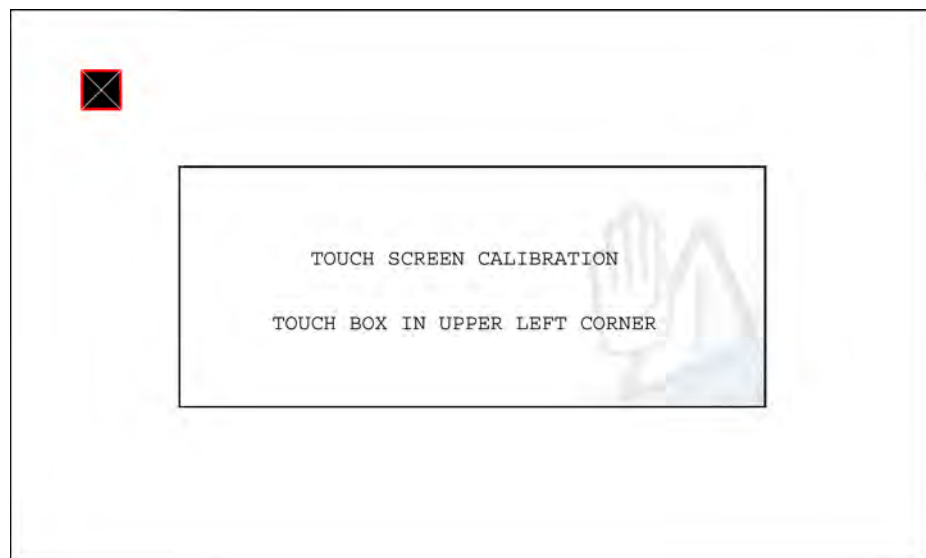 TOUCH SCREEN CALIBRATION
TOUCH BOX IN UPPER LEFT CORNER